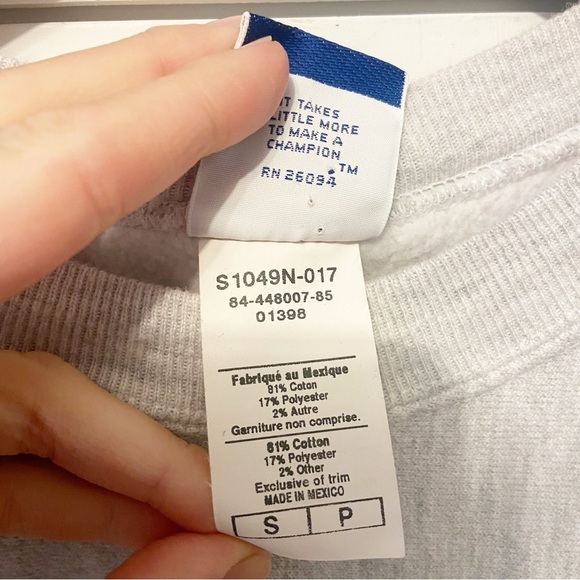 IT TAKES
LITTLE MORE
TO MAKE A
CHAMPION™
RN 26094
S1049N-017
84-448007-85
01398
Fabriqué au Mexique
81% Coton
17% Polyester
2% Autre
Garniture non comprise.
81% Cotton
17% Polyester
2% Other
Exclusive of trim
MADE IN MEXICO
S P